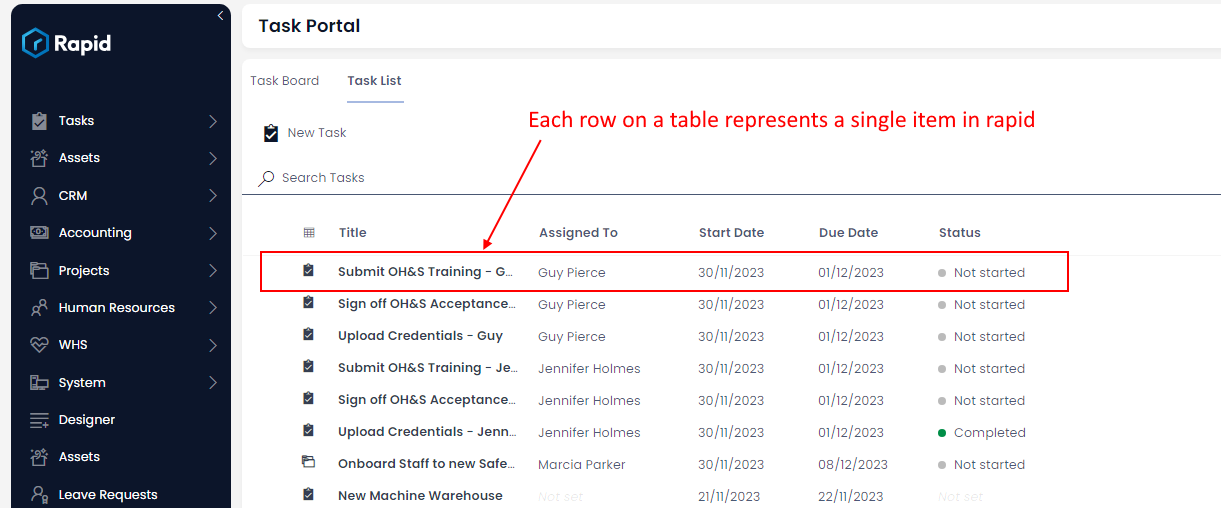 Rapid
Tasks
Assets
CRM
Accounting
Projects
Human Resources
WHS
System
Designer
Assets
Leave Requests
Task Portal
Task Board Task List
Each row on a table represents a single item in rapid
New Task
Search Tasks
Title Assigned To Start Date Due Date Status
Submit OH&S Training - G... Guy Pierce 30/11/2023 01/12/2023 Not started
Sign off OH&S Acceptance... Guy Pierce 30/11/2023 01/12/2023 Not started
Upload Credentials - Guy Guy Pierce 30/11/2023 01/12/2023 Not started
Submit OH&S Training - Je... Jennifer Holmes 30/11/2023 01/12/2023 Not started
Sign off OH&S Acceptance... Jennifer Holmes 30/11/2023 01/12/2023 Not started
Upload Credentials - Jenn... Jennifer Holmes 30/11/2023 01/12/2023 Completed
Onboard Staff to new Safe... Marcia Parker 30/11/2023 08/12/2023 Not started
New Machine Warehouse Not set 21/11/2023 22/11/2023 Not set